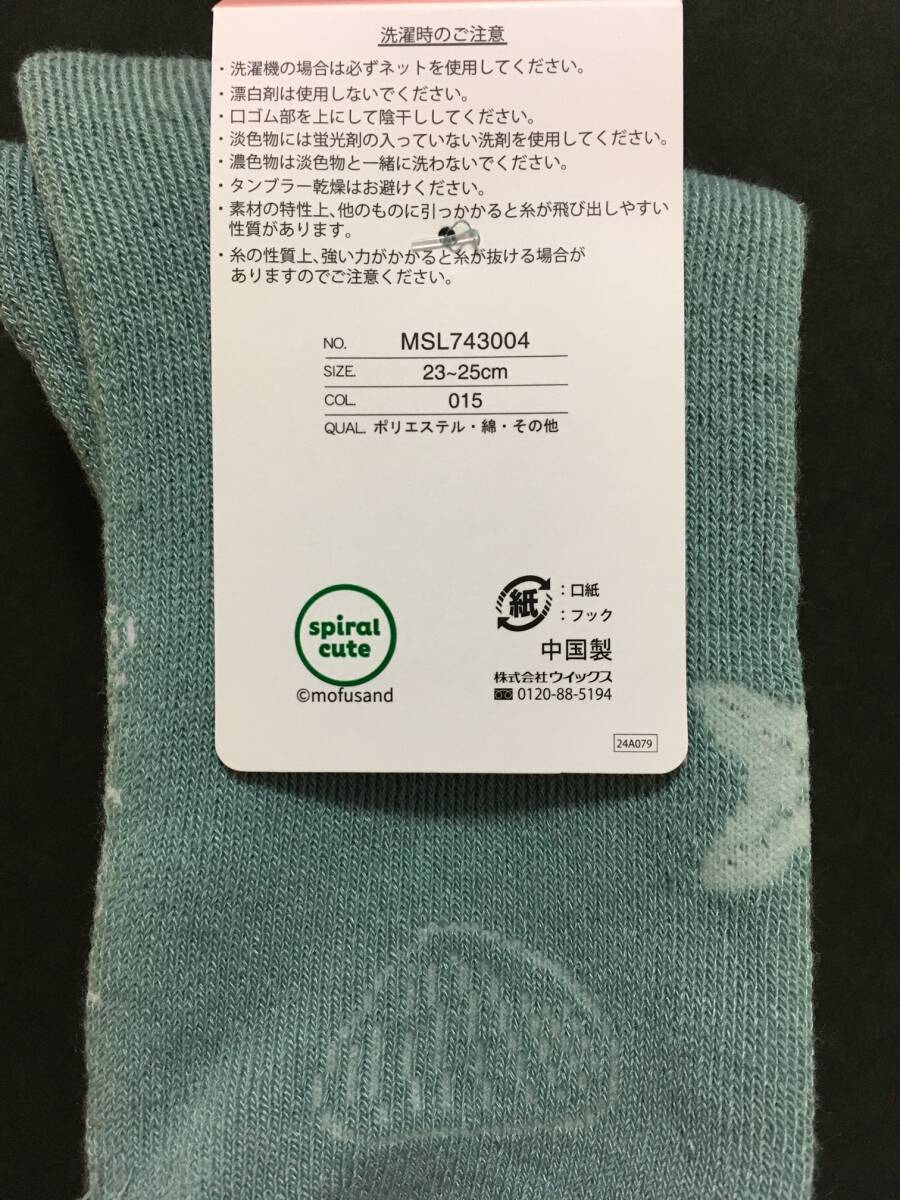 洗濯時のご注意
・洗濯機の場合は必ずネットを使用してください。
・漂白剤は使用しないでください。
・口ゴム部を上にして陰干ししてください。
・淡色物には蛍光剤の入っていない洗剤を使用してください。
・濃色物は淡色物と一緒に洗わないでください。
・タンブラー乾燥はお避けください。
・素材の特性上、他のものに引っかかると糸が飛び出しやすい
性質があります。
・糸の性質上、強い力がかかると糸が抜ける場合が
ありますのでご注意ください。
NO. MSL743004
SIZE. 23~25cm
COL. 015
QUAL. ポリエステル・綿・その他
spiral
cute
©mofusand
紙
：口紙
：フック
中国製
株式会社ウイックス
0120-88-5194
24A079